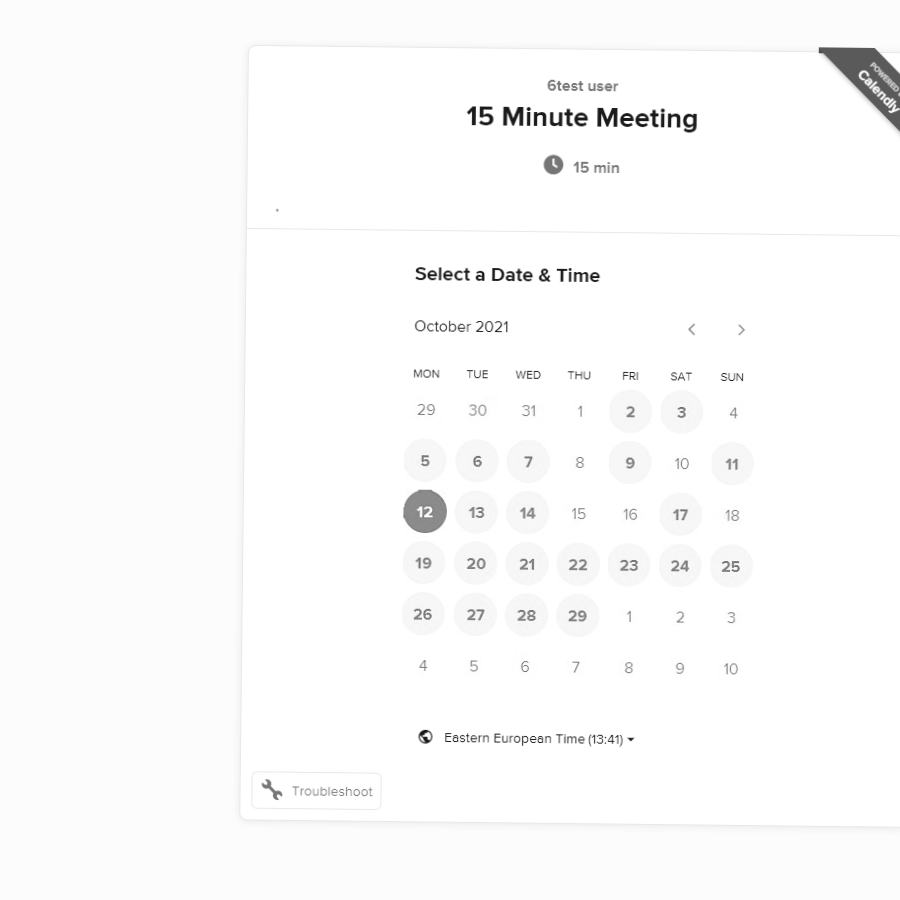 6test user
15 Minute Meeting
15 min
POWERED
Calendly
Select a Date & Time
October 2021
MON TUE WED THU FRI SAT SUN
29 30 31 1 2 3 4
5 6 7 8 9 10 11
12 13 14 15 16 17 18
19 20 21 22 23 24 25
26 27 28 29 1 2 3
4 5 6 7 8 9 10
Eastern European Time (13:41)
Troubleshoot